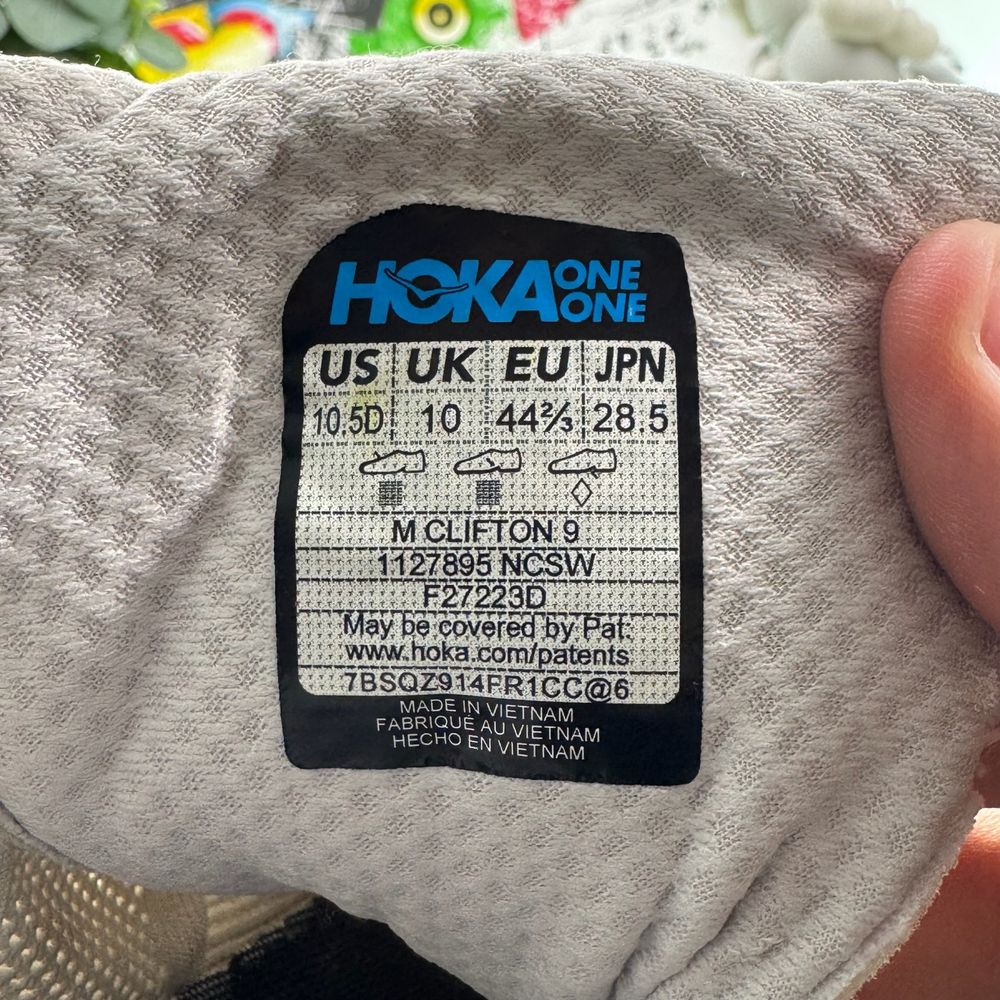 HOKA ONE ONE
US UK EU JPN
10.5D 10 44⅔ 28.5
M CLIFTON 9
1127895 NCSW
F27223D
May be covered by Pat:
www.hoka.com/patents
7BSQZ914FR1CC@6
MADE IN VIETNAM
FABRIQUÉ AU VIETNAM
HECHO EN VIETNAM